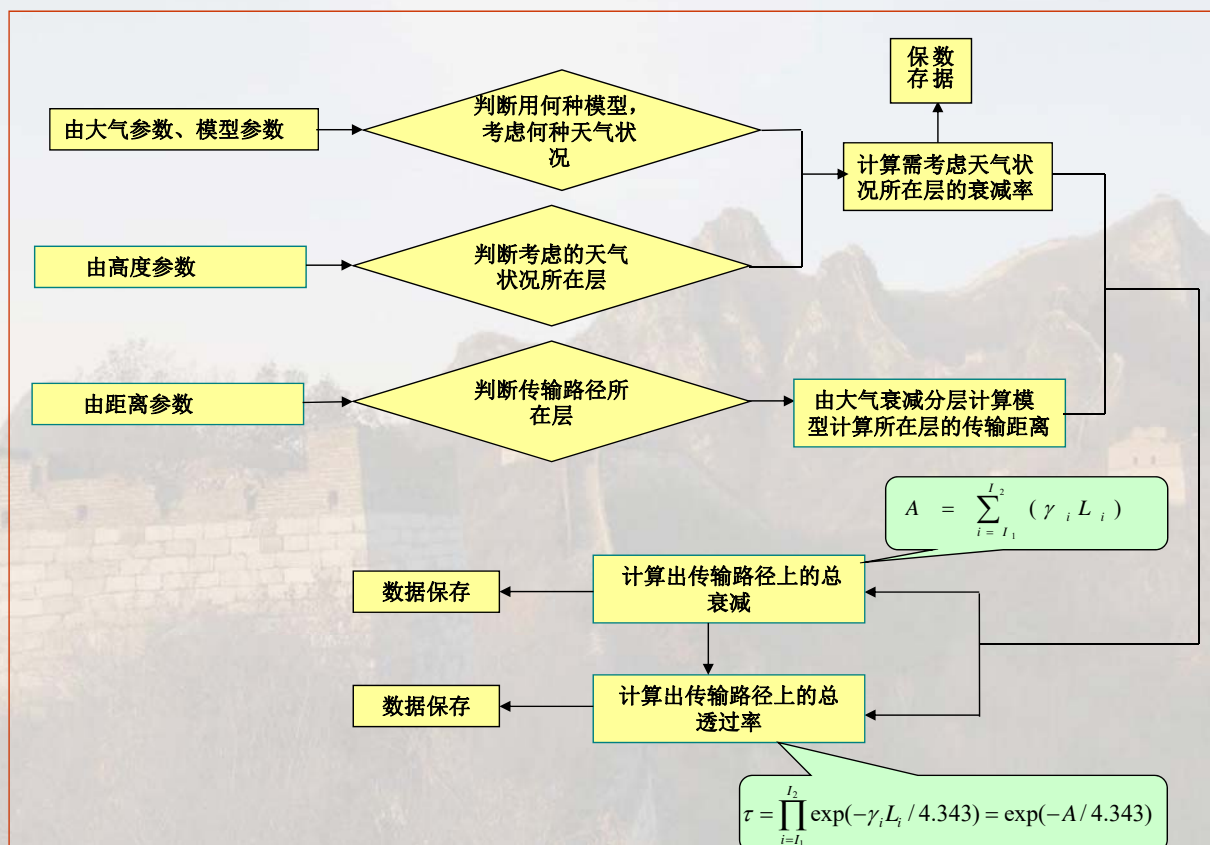 保数
存据
判断用何种模型，
考虑何种天气状
况
由大气参数、模型参数
计算需考虑天气状
况所在层的衰减率
由高度参数
判断考虑的天气
状况所在层
由距离参数
判断传输路径所
在层
由大气衰减分层计算模
型计算所在层的传输距离
A = ∑_{i=I_1}^{I_2} (γ_i L_i)
数据保存
计算出传输路径上的总
衰减
数据保存
计算出传输路径上的总
透过率
τ = ∏_{i=I_1}^{I_2} exp(-γ_i L_i / 4.343) = exp(-A / 4.343)